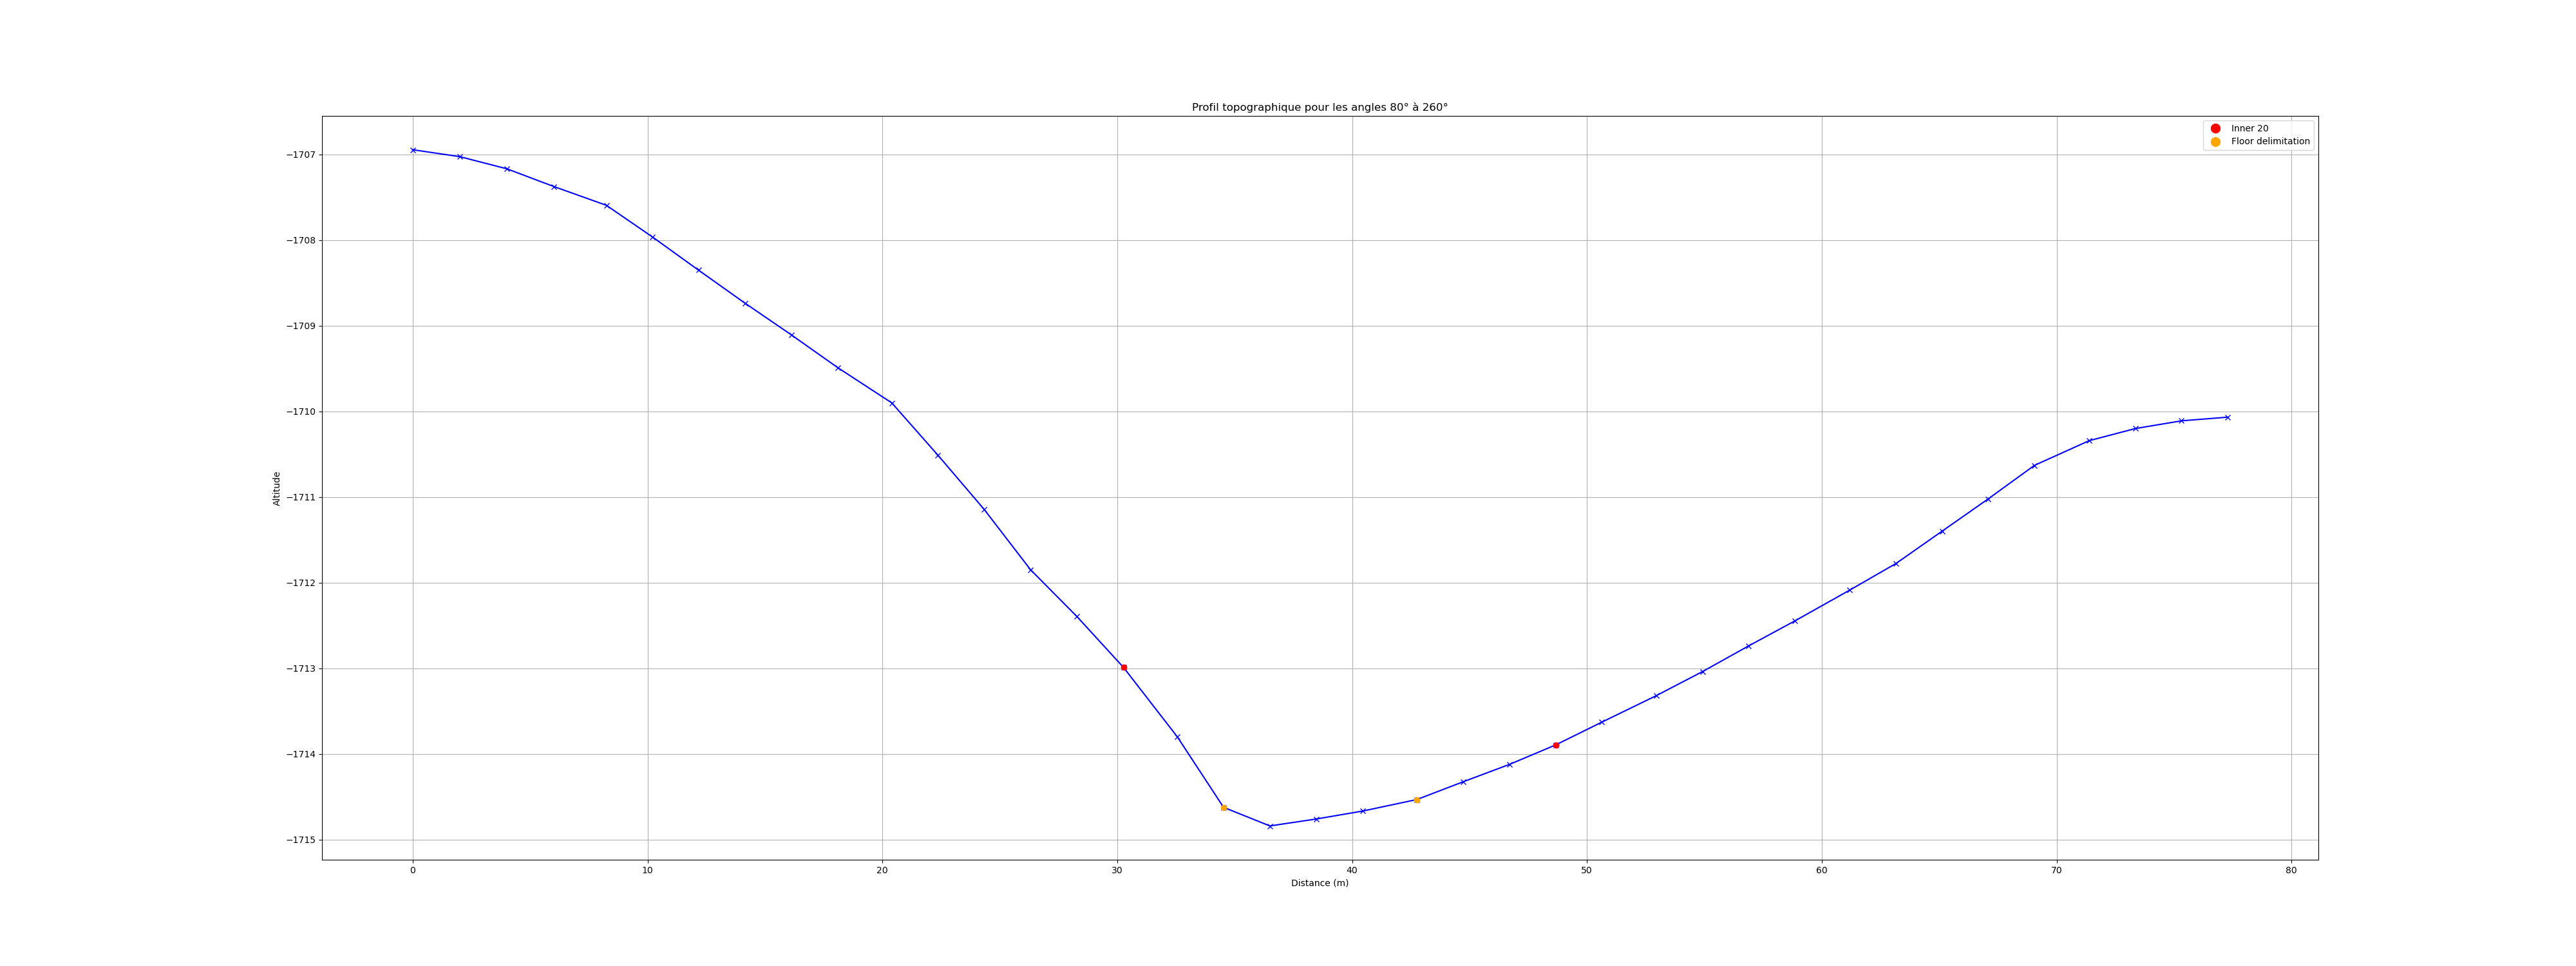 Profil topographique pour les angles 80° à 260°
Inner 20
Floor delimitation
−1707
−1708
−1709
−1710
−1711
−1712
−1713
−1714
−1715
Altitude
0 10 20 30 40 50 60 70 80
Distance (m)